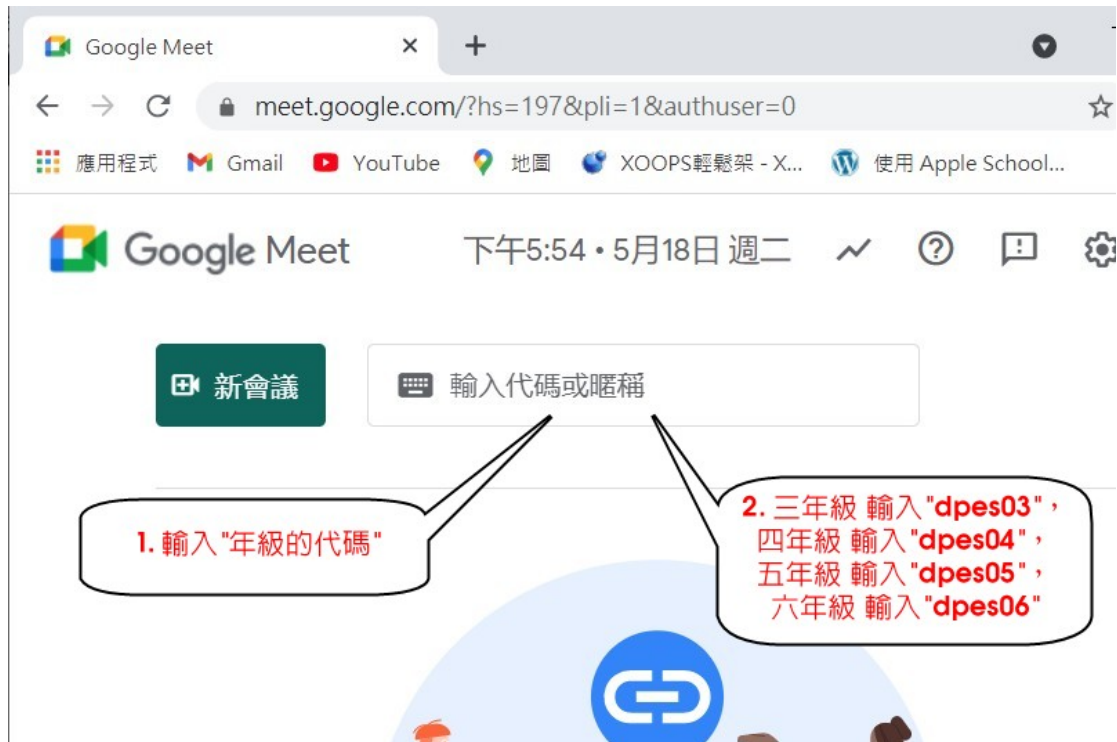 Google Meet
meet.google.com/?hs=197&pli=1&authuser=0
應用程式 Gmail YouTube 地圖 XOOPS輕鬆架 - X... 使用 Apple School...
Google Meet 下午5:54 • 5月18日 週二
新會議 輸入代碼或暱稱
1. 輸入"年級的代碼"
2. 三年級 輸入"dpes03"，
四年級 輸入"dpes04"，
五年級 輸入"dpes05"，
六年級 輸入"dpes06"